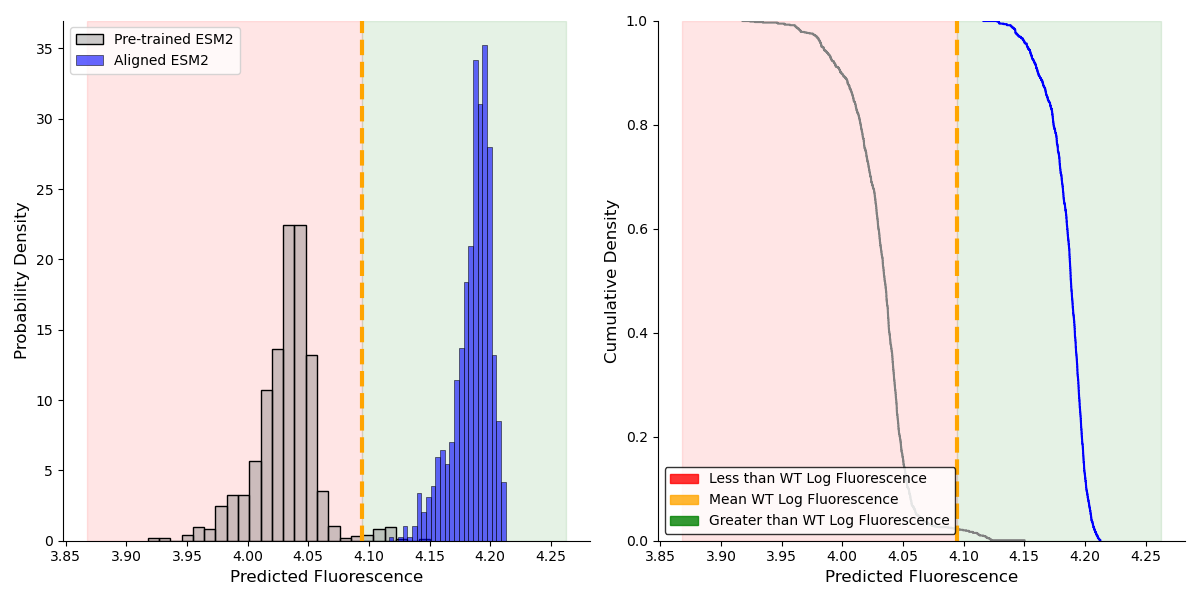 Pre-trained ESM2
Aligned ESM2
Probability Density
35
30
25
20
15
10
5
0
3.85 3.90 3.95 4.00 4.05 4.10 4.15 4.20 4.25
Predicted Fluorescence
Cumulative Density
1.0
0.8
0.6
0.4
0.2
0.0
Less than WT Log Fluorescence
Mean WT Log Fluorescence
Greater than WT Log Fluorescence
3.85 3.90 3.95 4.00 4.05 4.10 4.15 4.20 4.25
Predicted Fluorescence